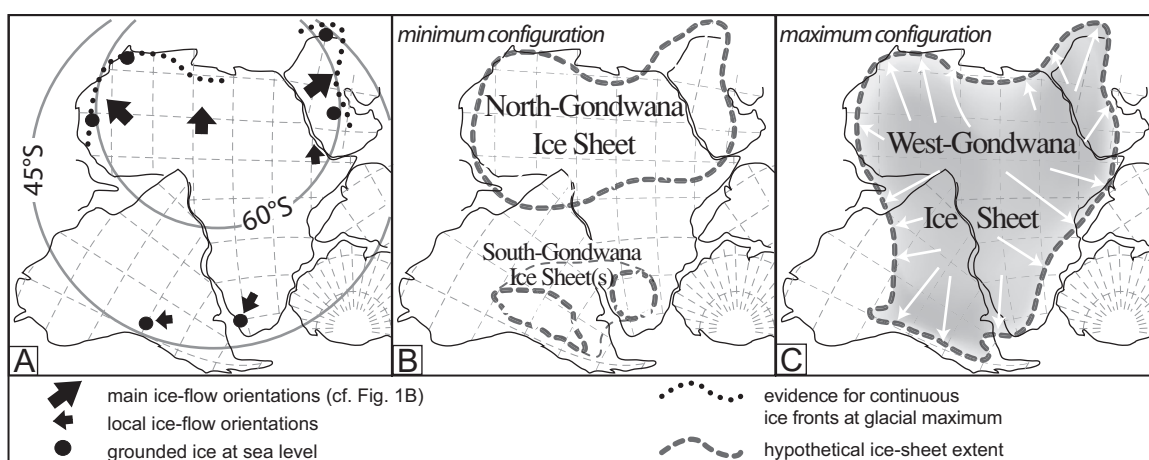 45°S
60°S
A
minimum configuration
North-Gondwana
Ice Sheet
South-Gondwana
Ice Sheet(s)
B
maximum configuration
West-Gondwana
Ice Sheet
C
main ice-flow orientations (cf. Fig. 1B)
local ice-flow orientations
grounded ice at sea level
evidence for continuous
ice fronts at glacial maximum
hypothetical ice-sheet extent